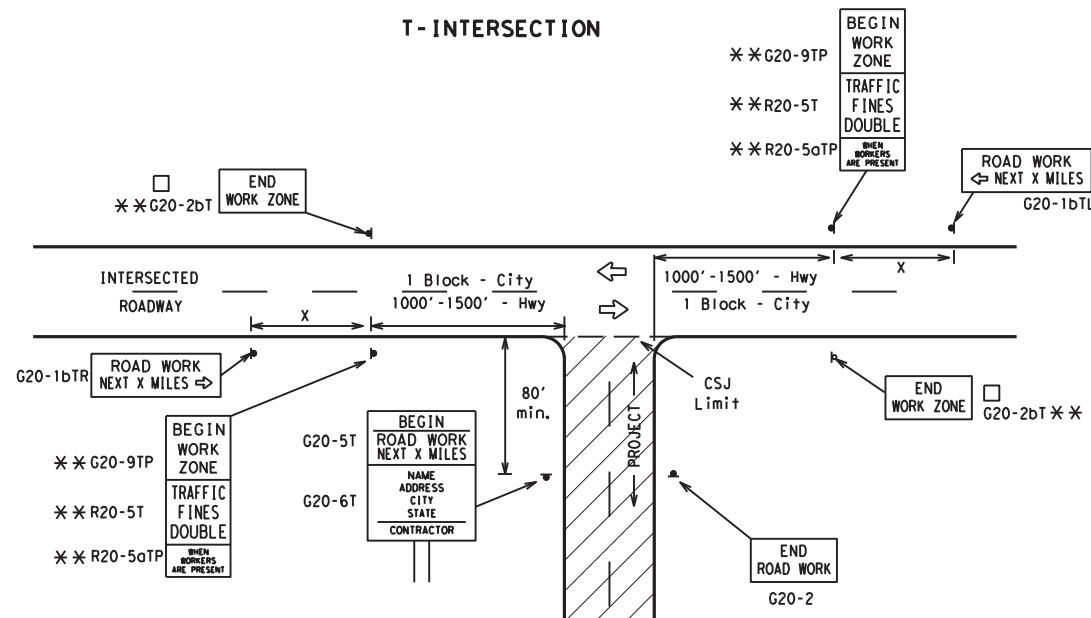 T-INTERSECTION
BEGIN
WORK
ZONE
TRAFFIC
FINES
DOUBLE
WHEN
WORKERS
ARE PRESENT
**G20-9TP
**R20-5T
**R20-5aTP
ROAD WORK
⇦ NEXT X MILES
G20-1bTL
□
**G20-2bT
END
WORK ZONE
INTERSECTED
ROADWAY
1 Block - City
1000'-1500' - Hwy
1000'-1500' - Hwy
1 Block - City
X
X
G20-1bTR
ROAD WORK
NEXT X MILES ⇨
80'
min.
CSJ
Limit
PROJECT
END
WORK ZONE
□
G20-2bT **
**G20-9TP
**R20-5T
**R20-5aTP
BEGIN
WORK
ZONE
TRAFFIC
FINES
DOUBLE
WHEN
WORKERS
ARE PRESENT
G20-5T
G20-6T
BEGIN
ROAD WORK
NEXT X MILES
NAME
ADDRESS
CITY
STATE
CONTRACTOR
END
ROAD WORK
G20-2